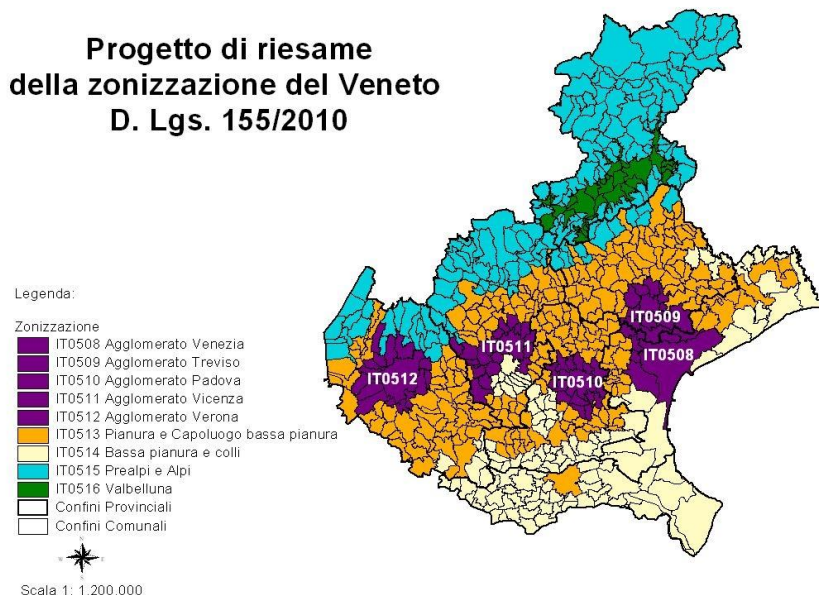 Progetto di riesame
della zonizzazione del Veneto
D. Lgs. 155/2010
Legenda:
Zonizzazione
IT0508 Agglomerato Venezia
IT0509 Agglomerato Treviso
IT0510 Agglomerato Padova
IT0511 Agglomerato Vicenza
IT0512 Agglomerato Verona
IT0513 Pianura e Capoluogo bassa pianura
IT0514 Bassa pianura e colli
IT0515 Prealpi e Alpi
IT0516 Valbelluna
Confini Provinciali
Confini Comunali
Scala 1: 1.200.000
IT0509
IT0511
IT0508
IT0512
IT0510